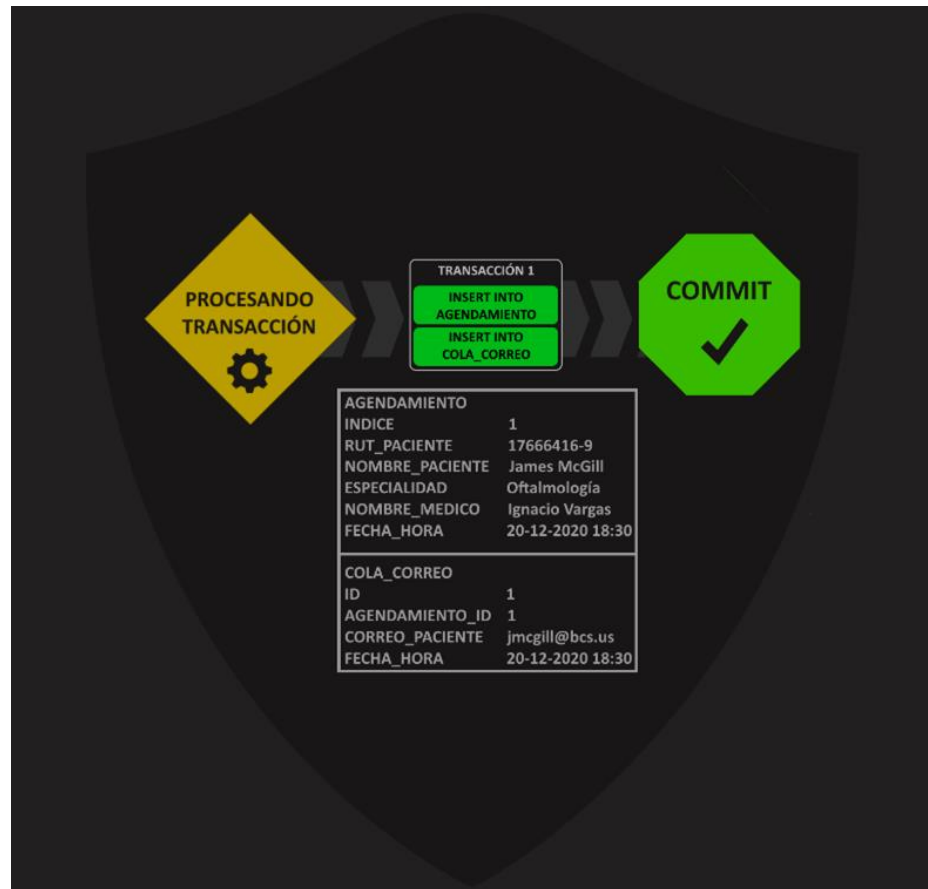 PROCESANDO
TRANSACCIÓN
TRANSACCIÓN 1
INSERT INTO
AGENDAMIENTO
INSERT INTO
COLA_CORREO
COMMIT
AGENDAMIENTO
INDICE 1
RUT_PACIENTE 17666416-9
NOMBRE_PACIENTE James McGill
ESPECIALIDAD Oftalmología
NOMBRE_MEDICO Ignacio Vargas
FECHA_HORA 20-12-2020 18:30
COLA_CORREO
ID 1
AGENDAMIENTO_ID 1
CORREO_PACIENTE jmcgill@bcs.us
FECHA_HORA 20-12-2020 18:30